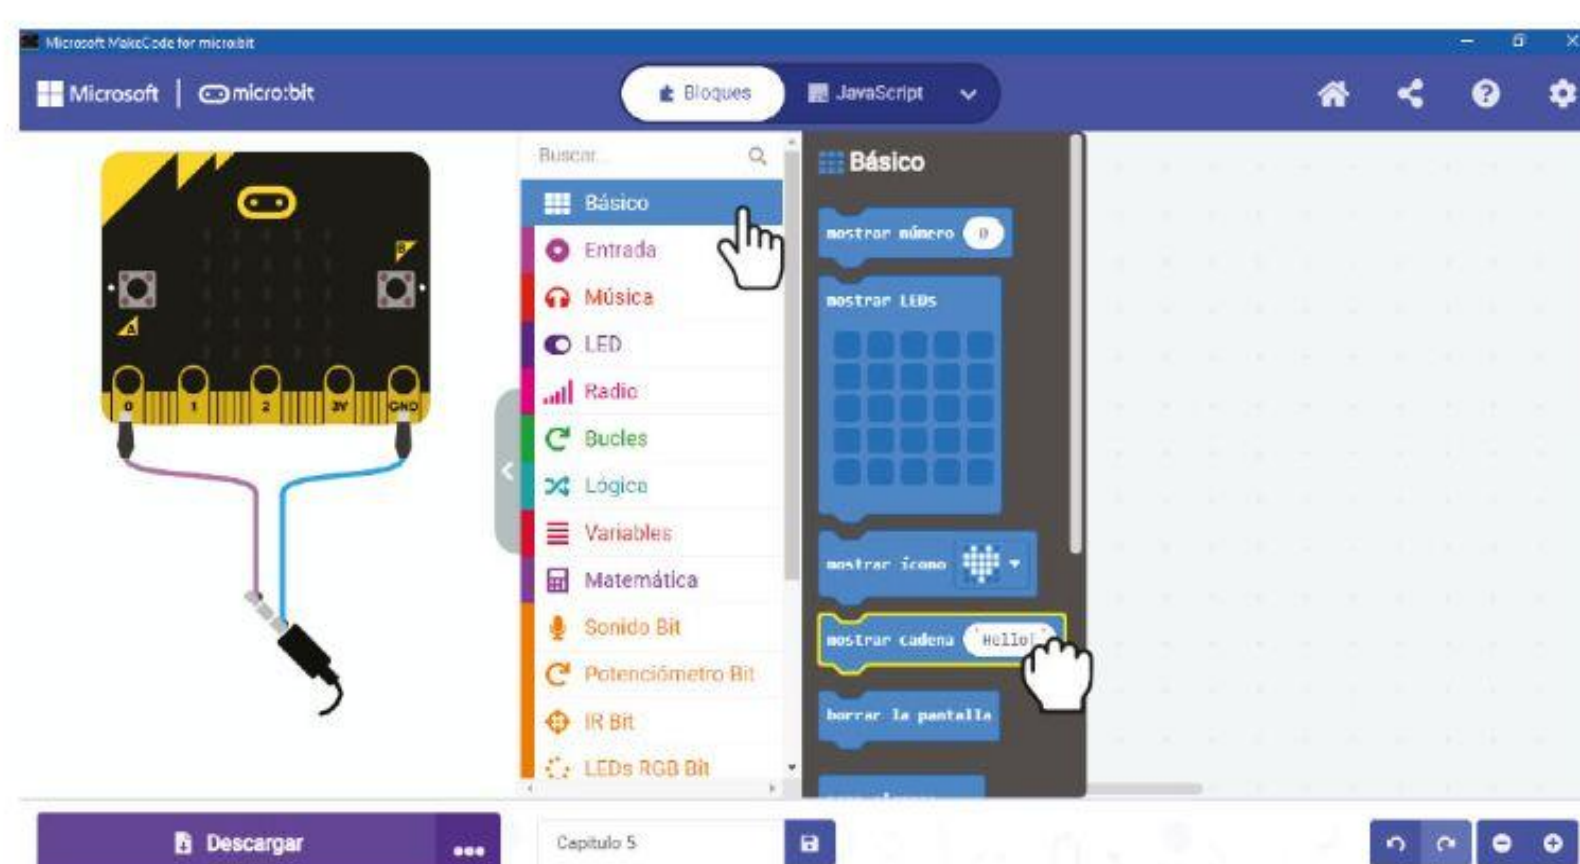 Microsoft MakeCode for micro:bit
Microsoft | micro:bit
Bloques
JavaScript
Buscar...
Básico
Entrada
Música
LED
Radio
Bucles
Lógica
Variables
Matemática
Sonido Bit
Potenciómetro Bit
IR Bit
LEDs RGB Bit
Básico
mostrar número 0
mostrar LEDs
mostrar ícono
mostrar cadena "Hello!"
borrar la pantalla
A
B
0
1
2
3V
GND
Descargar
Capitulo 5